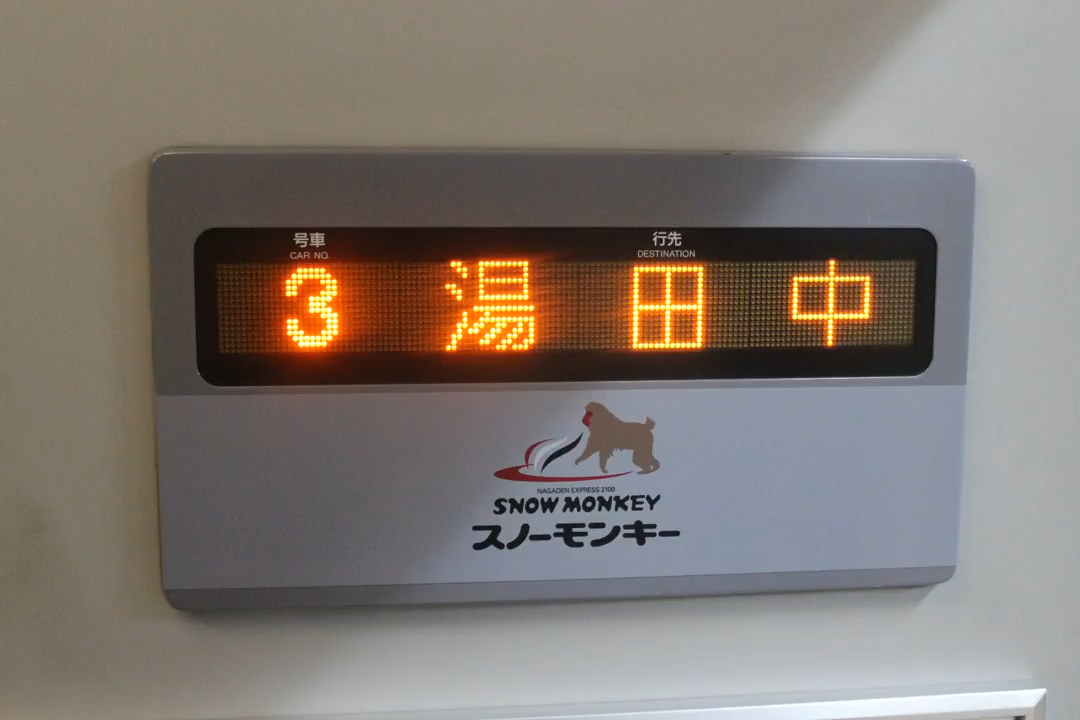 号車 行先
CAR NO. DESTINATION
3 湯田中
NAGADEN EXPRESS 2100
SNOW MONKEY
スノーモンキー